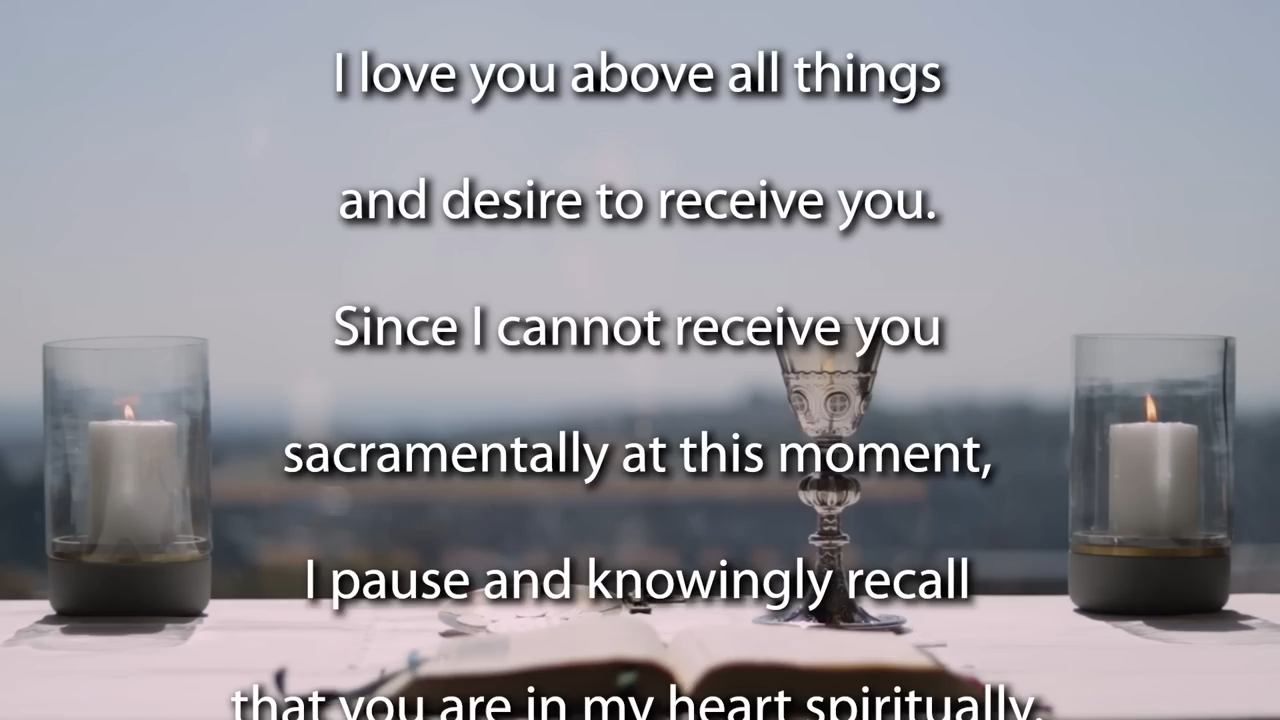 I love you above all things
and desire to receive you.
Since I cannot receive you
sacramentally at this moment,
I pause and knowingly recall
that you are in my heart spiritually.